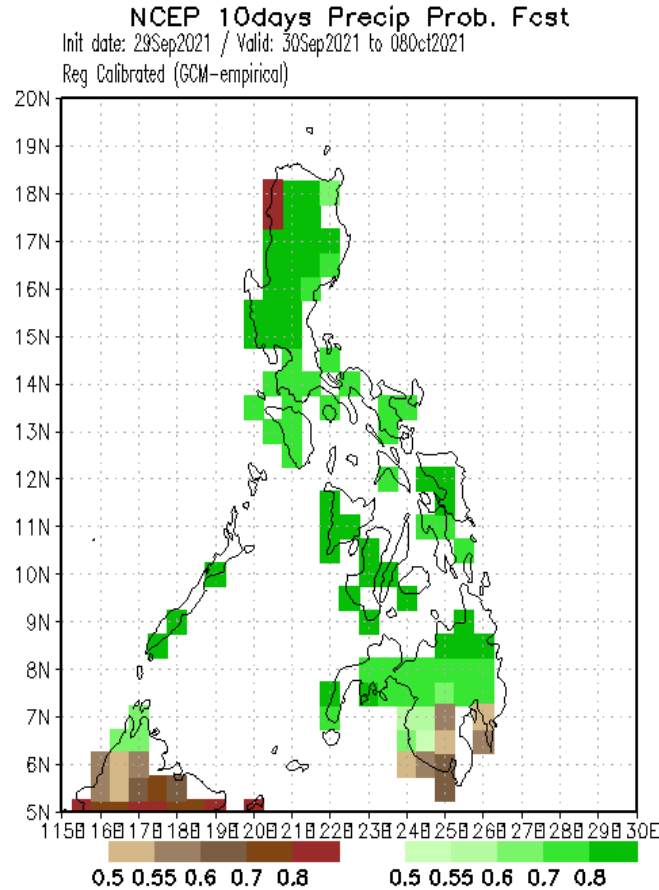 NCEP 10days Precip Prob. Fcst
Init date: 29Sep2021 / Valid: 30Sep2021 to 08Oct2021
Reg Calibrated (GCM-empirical)
20N
19N
18N
17N
16N
15N
14N
13N
12N
11N
10N
9N
8N
7N
6N
5N
115E 116E 117E 118E 119E 120E 121E 122E 123E 124E 125E 126E 127E 128E 129E 130E
0.5 0.55 0.6 0.7 0.8 0.5 0.55 0.6 0.7 0.8